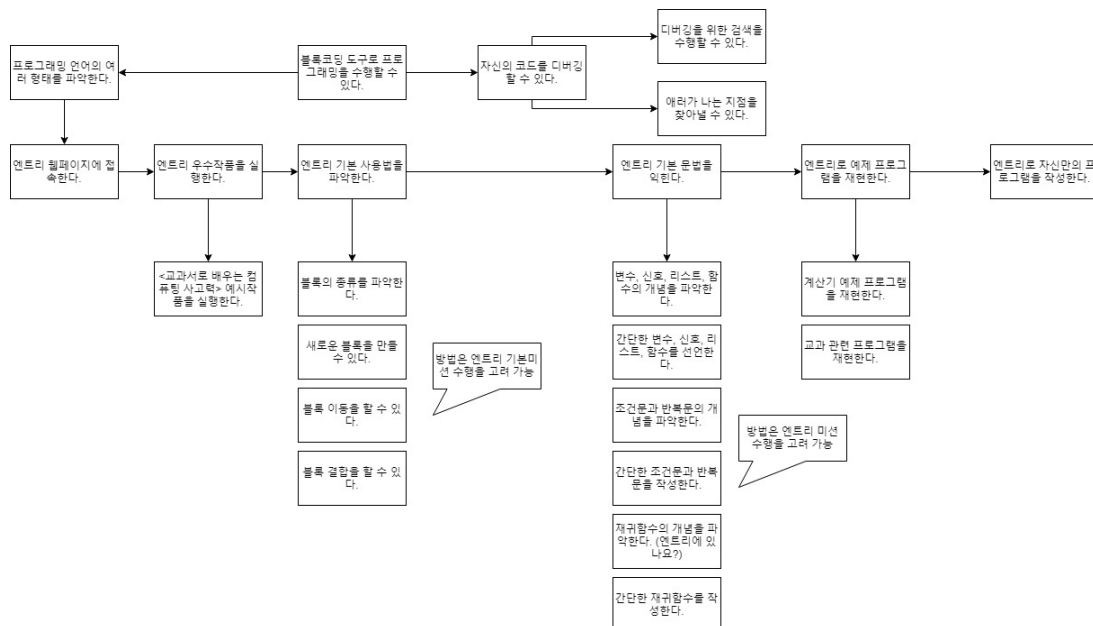 디버깅을 위한 검색을
수행할 수 있다.
프로그래밍 언어의 여
러 형태를 파악한다.
블록코딩 도구로 프로
그래밍을 수행할 수
있다.
자신의 코드를 디버깅
할 수 있다.
애러가 나는 지점을
찾아낼 수 있다.
엔트리 웹페이지에 접
속한다.
엔트리 우수작품을 실
행한다.
엔트리 기본 사용법을
파악한다.
엔트리 기본 문법을
익힌다.
엔트리로 예제 프로그
램을 재현한다.
엔트리로 자신만의 프
로그램을 작성한다.
<교과서로 배우는 컴
퓨팅 사고력> 예시작
품을 실행한다.
블록의 종류를 파악한
다.
새로운 블록을 만들
수 있다.
블록 이동을 할 수 있
다.
블록 결합을 할 수 있
다.
방법은 엔트리 기본미
션 수행을 고려 가능
변수, 신호, 리스트, 함
수의 개념을 파악한
다.
간단한 변수, 신호, 리
스트, 함수를 선언한
다.
조건문과 반복문의 개
념을 파악한다.
간단한 조건문과 반복
문을 작성한다.
재귀함수의 개념을 파
악한다. (엔트리에 있
나요?)
간단한 재귀함수를 작
성한다.
방법은 엔트리 미션
수행을 고려 가능
계산기 예제 프로그램
을 재현한다.
교과 관련 프로그램을
재현한다.